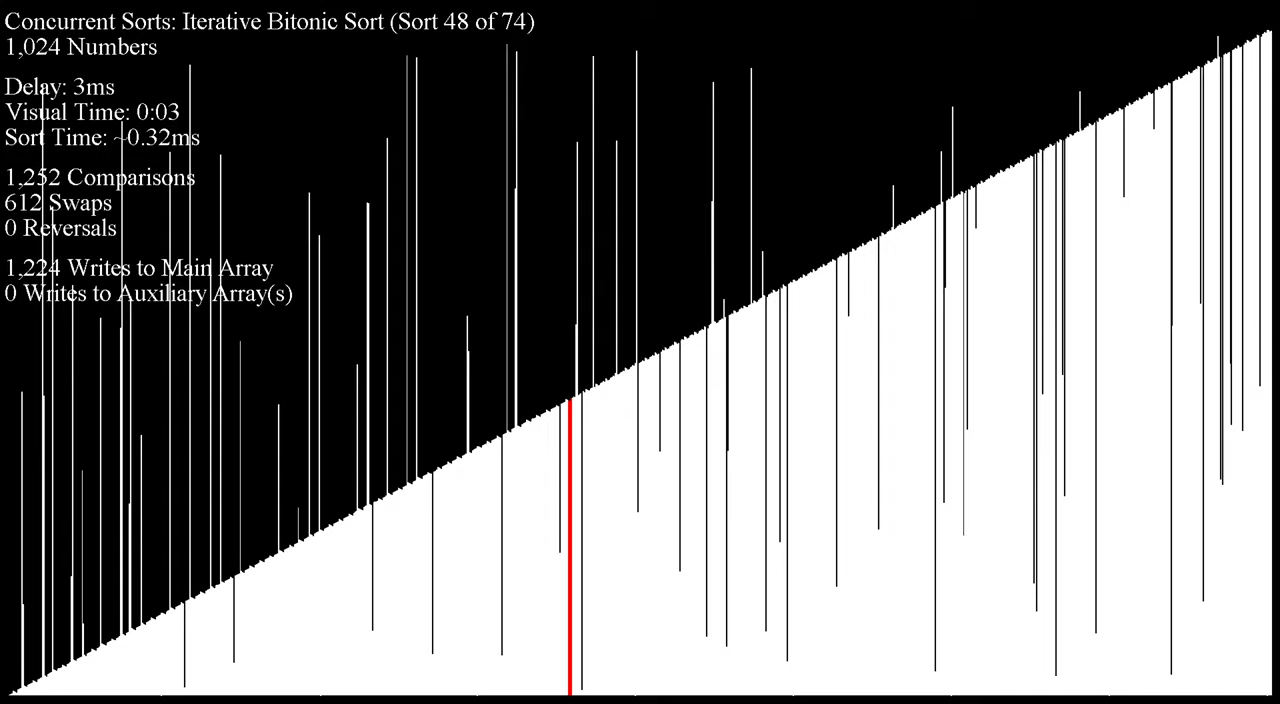 Concurrent Sorts: Iterative Bitonic Sort (Sort 48 of 74)
1,024 Numbers
Delay: 3ms
Visual Time: 0:03
Sort Time: ~0.32ms
1,252 Comparisons
612 Swaps
0 Reversals
1,224 Writes to Main Array
0 Writes to Auxiliary Array(s)